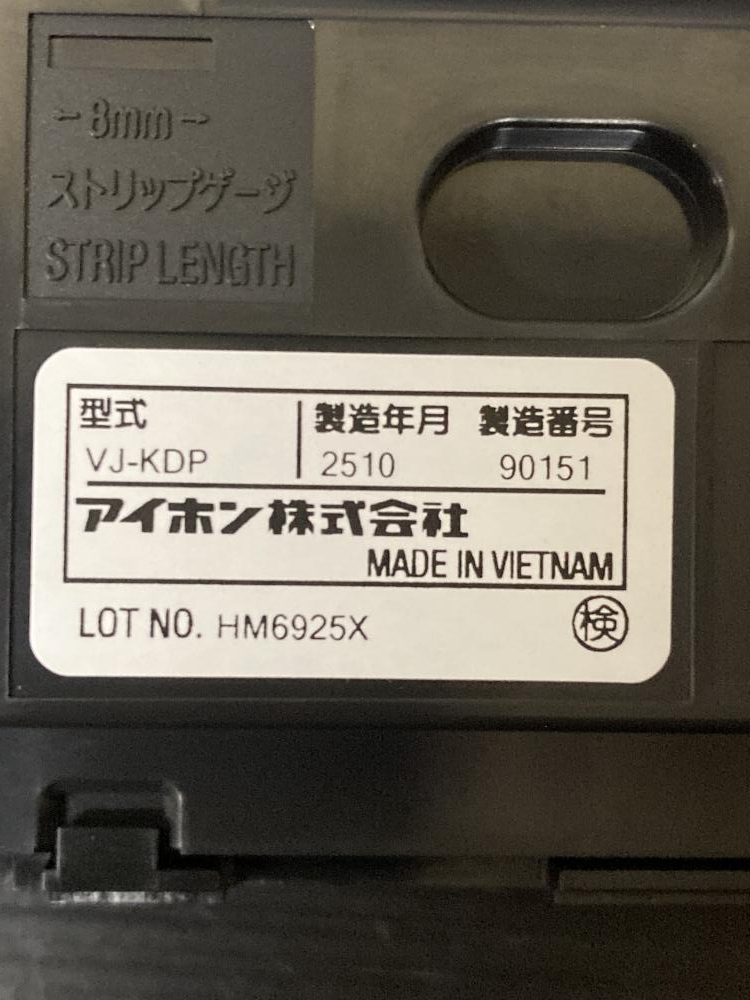 ←8mm→
ストリップゲージ
STRIP LENGTH
型式 製造年月 製造番号
VJ-KDP 2510 90151
アイホン株式会社
MADE IN VIETNAM
LOT NO. HM6925X 検